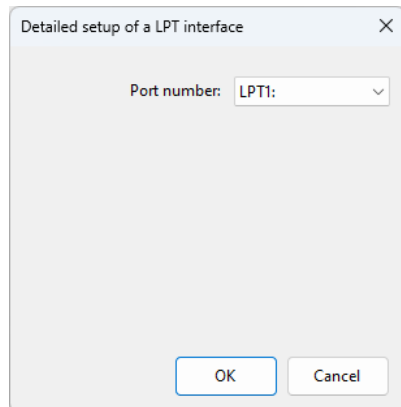 Detailed setup of a LPT interface
Port number: LPT1:
OK Cancel